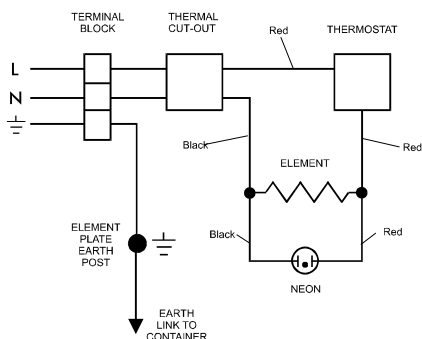 TERMINAL
BLOCK
THERMAL
CUT-OUT
Red
THERMOSTAT
L
N
Black
Red
ELEMENT
ELEMENT
PLATE
EARTH
POST
Black
Red
NEON
EARTH
LINK TO
CONTAINER